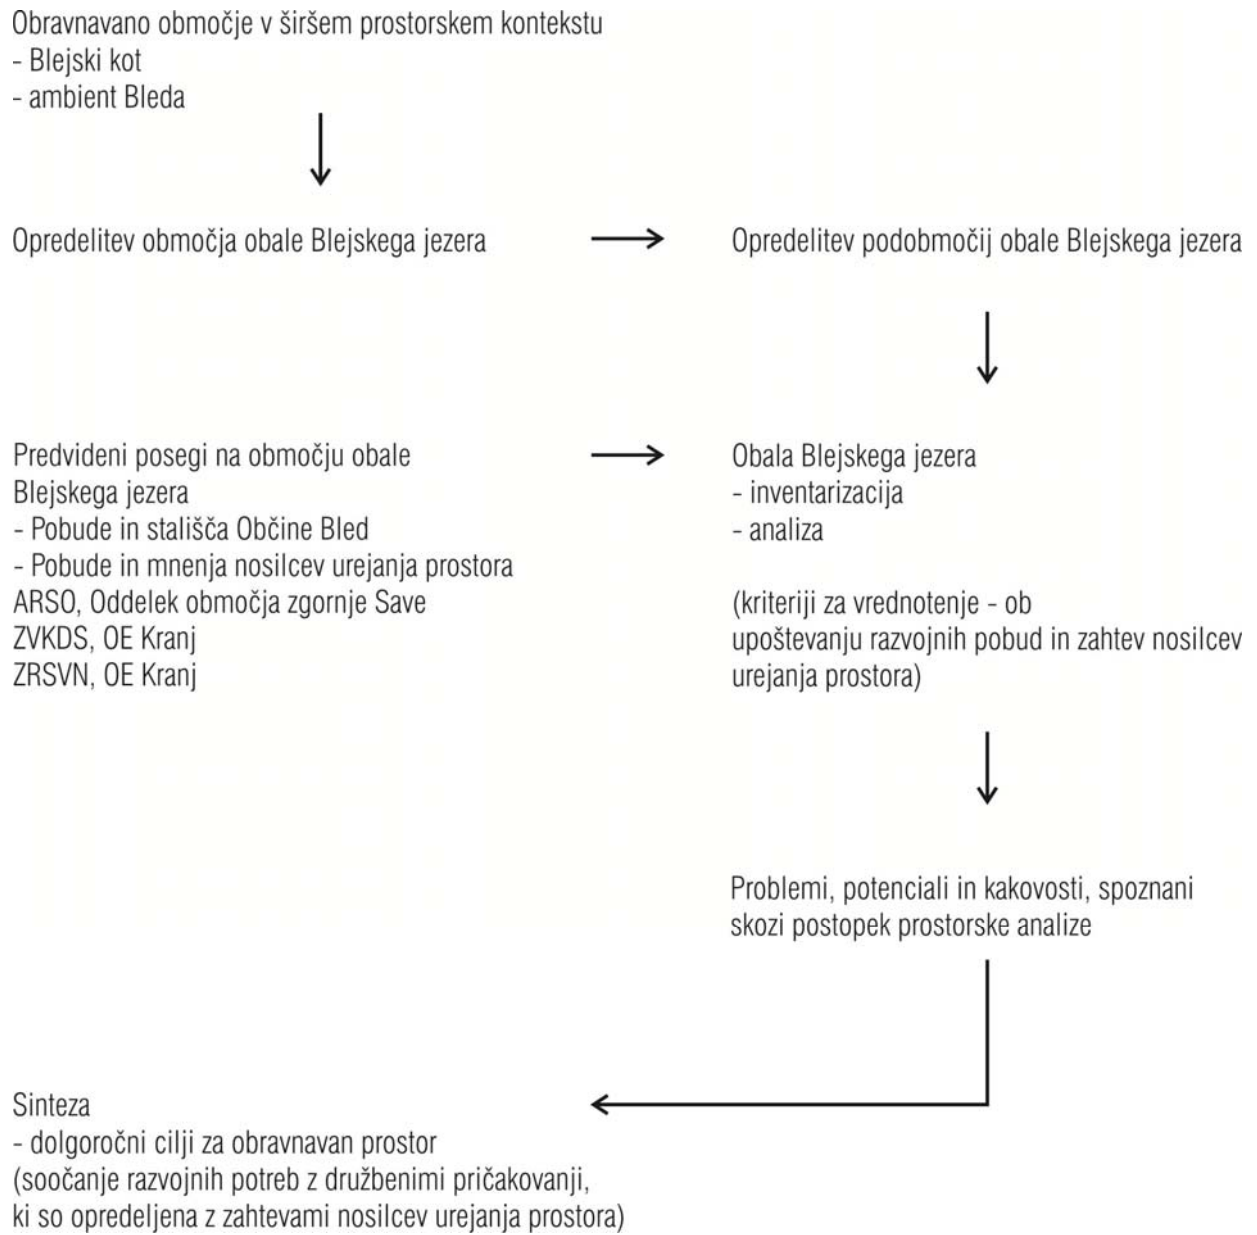 Obravnavano območje v širšem prostorskem kontekstu
- Blejski kot
- ambient Bleda
Opredelitev območja obale Blejskega jezera
Opredelitev podobmočij obale Blejskega jezera
Predvideni posegi na območju obale
Blejskega jezera
- Pobude in stališča Občine Bled
- Pobude in mnenja nosilcev urejanja prostora
ARSO, Oddelek območja zgornje Save
ZVKDS, OE Kranj
ZRSVN, OE Kranj
Obala Blejskega jezera
- inventarizacija
- analiza
(kriteriji za vrednotenje - ob
upoštevanju razvojnih pobud in zahtev nosilcev
urejanja prostora)
Problemi, potenciali in kakovosti, spoznani
skozi postopek prostorske analize
Sinteza
- dolgoročni cilji za obravnavan prostor
(soočanje razvojnih potreb z družbenimi pričakovanji,
ki so opredeljena z zahtevami nosilcev urejanja prostora)